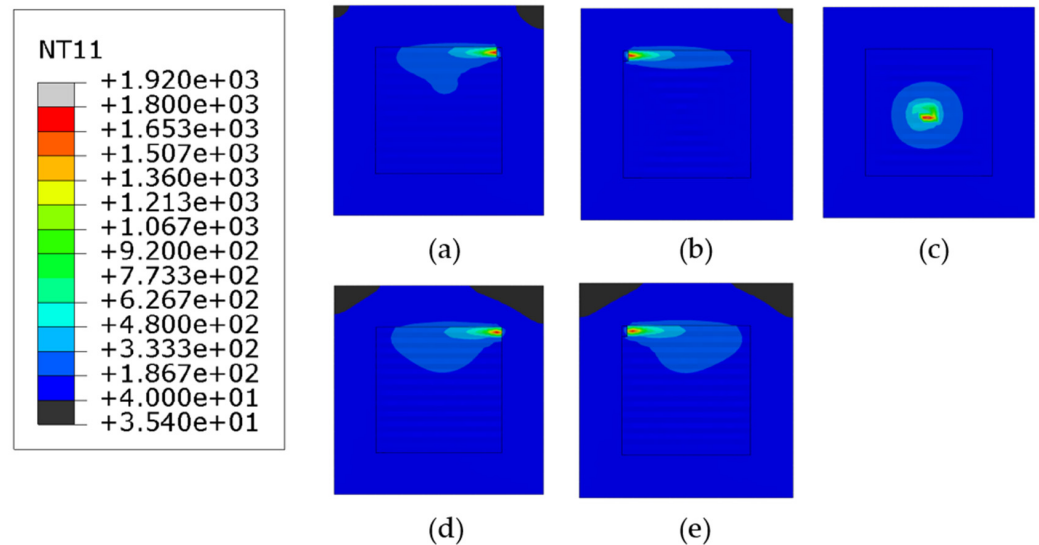 NT11
+1.920e+03
+1.800e+03
+1.653e+03
+1.507e+03
+1.360e+03
+1.213e+03
+1.067e+03
+9.200e+02
+7.733e+02
+6.267e+02
+4.800e+02
+3.333e+02
+1.867e+02
+4.000e+01
+3.540e+01
(a) (b) (c)
(d) (e)